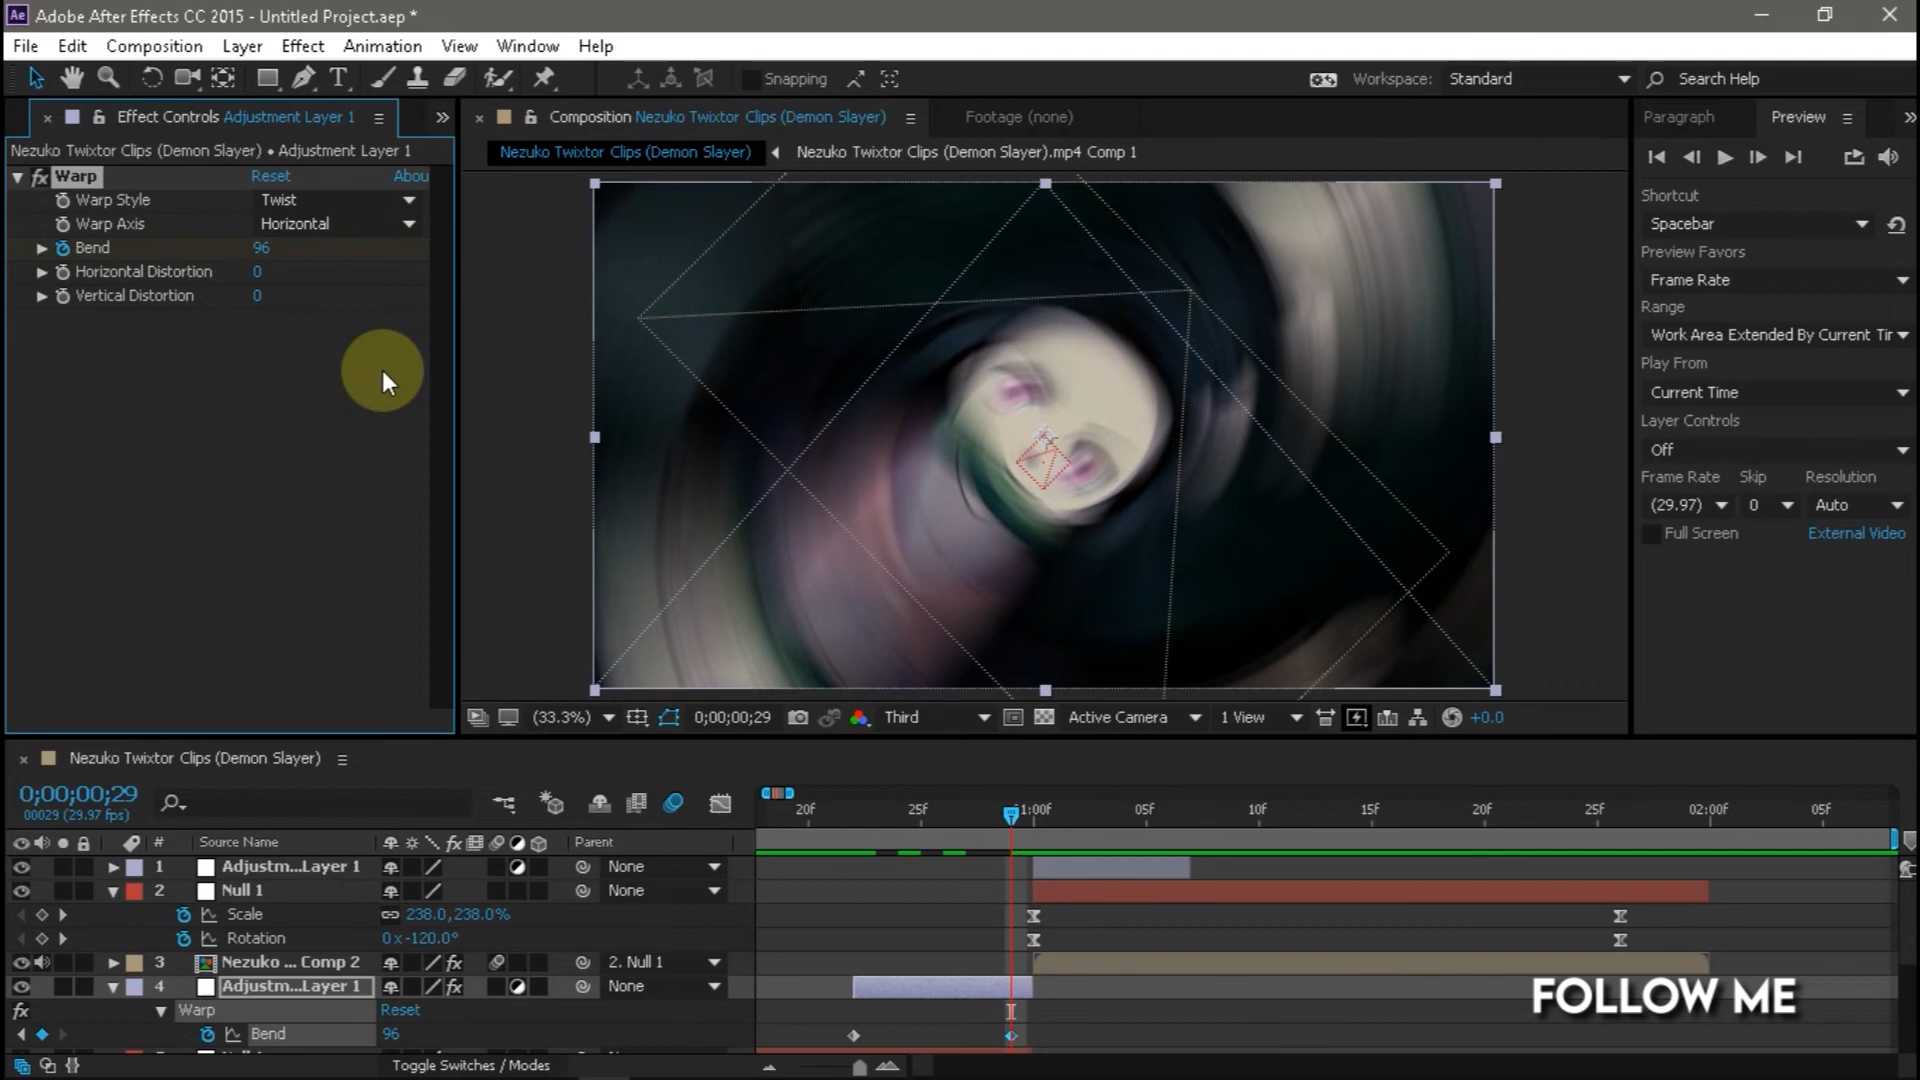 Ae Adobe After Effects CC 2015 - Untitled Project.aep *
File Edit Composition Layer Effect Animation View Window Help
Snapping Workspace: Standard Search Help
Effect Controls Adjustment Layer 1
Composition Nezuko Twixtor Clips (Demon Slayer) Footage (none)
Paragraph Preview
Nezuko Twixtor Clips (Demon Slayer) • Adjustment Layer 1
Nezuko Twixtor Clips (Demon Slayer) Nezuko Twixtor Clips (Demon Slayer).mp4 Comp 1
fx Warp Reset Abou
Warp Style Twist
Warp Axis Horizontal
Bend 96
Horizontal Distortion 0
Vertical Distortion 0
Shortcut
Spacebar
Preview Favors
Frame Rate
Range
Work Area Extended By Current Tir
Play From
Current Time
Layer Controls
Off
Frame Rate Skip Resolution
(29.97) 0 Auto
Full Screen External Video
(33.3%) 0;00;00;29 Third Active Camera 1 View +0.0
Nezuko Twixtor Clips (Demon Slayer)
0;00;00;29
00029 (29.97 fps)
20f 25f 1:00f 05f 10f 15f 20f 25f 02:00f 05f
# Source Name fx Parent
1 Adjustm...Layer 1 None
2 Null 1 None
Scale 238.0,238.0%
Rotation 0x-120.0°
3 Nezuko ... Comp 2 fx 2. Null 1
4 Adjustm...Layer 1 fx None
fx Warp Reset
Bend 96
Toggle Switches / Modes
FOLLOW ME